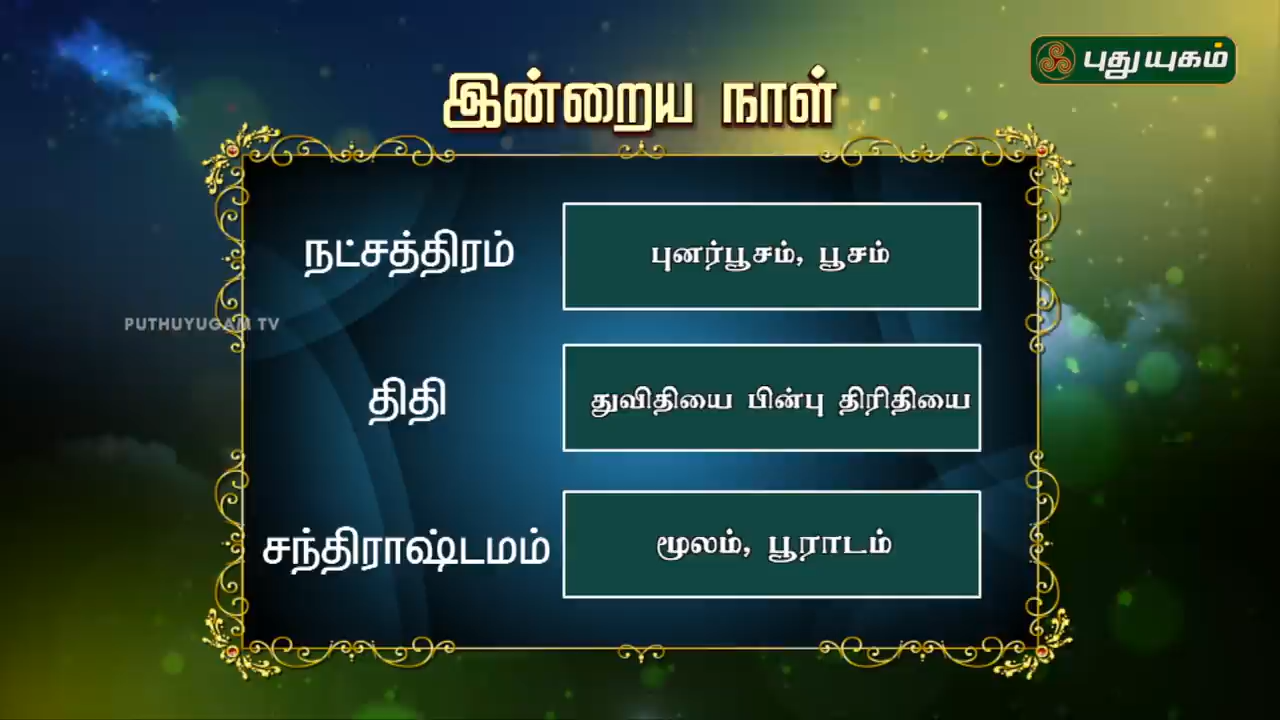 புதுயுகம்
இன்றைய நாள்
நட்சத்திரம்
புனர்பூசம், பூசம்
PUTHUYUGAM TV
திதி
துவிதியை பின்பு திரிதியை
சந்திராஷ்டமம்
மூலம், பூராடம்